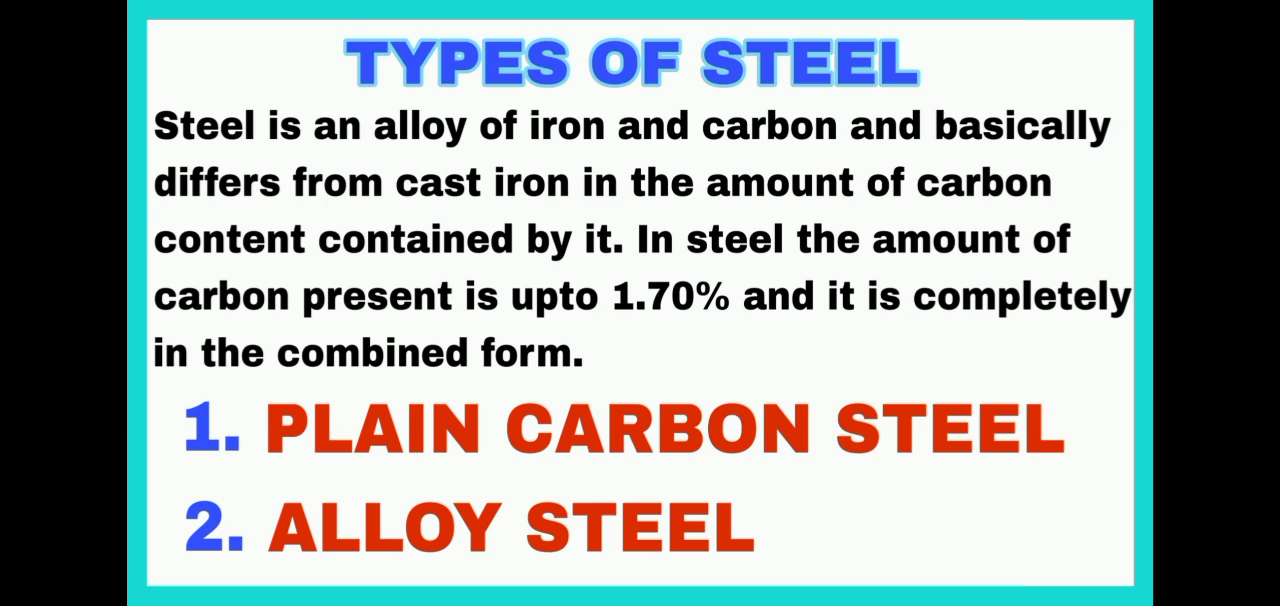 TYPES OF STEEL
Steel is an alloy of iron and carbon and basically
differs from cast iron in the amount of carbon
content contained by it. In steel the amount of
carbon present is upto 1.70% and it is completely
in the combined form.
1. PLAIN CARBON STEEL
2. ALLOY STEEL